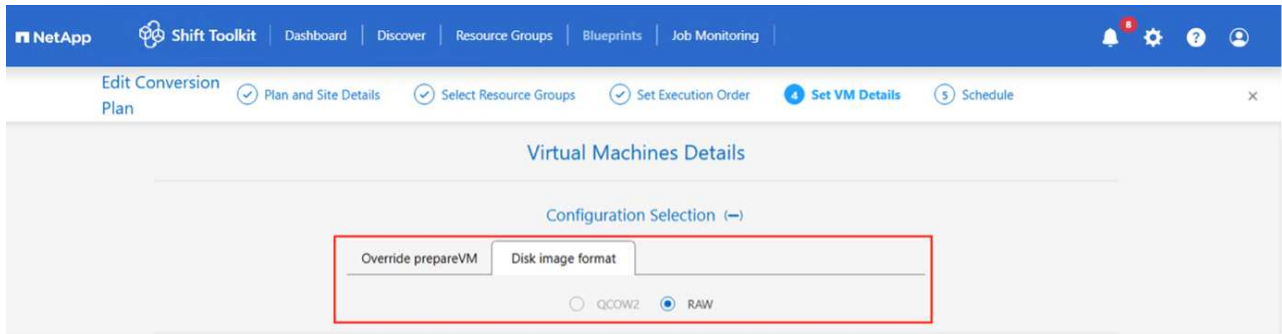 NetApp Shift Toolkit Dashboard Discover Resource Groups Blueprints Job Monitoring 8 ?
Edit Conversion
Plan
Plan and Site Details Select Resource Groups Set Execution Order 4 Set VM Details 5 Schedule
Virtual Machines Details
Configuration Selection (−)
Override prepareVM Disk image format
QCOW2 RAW